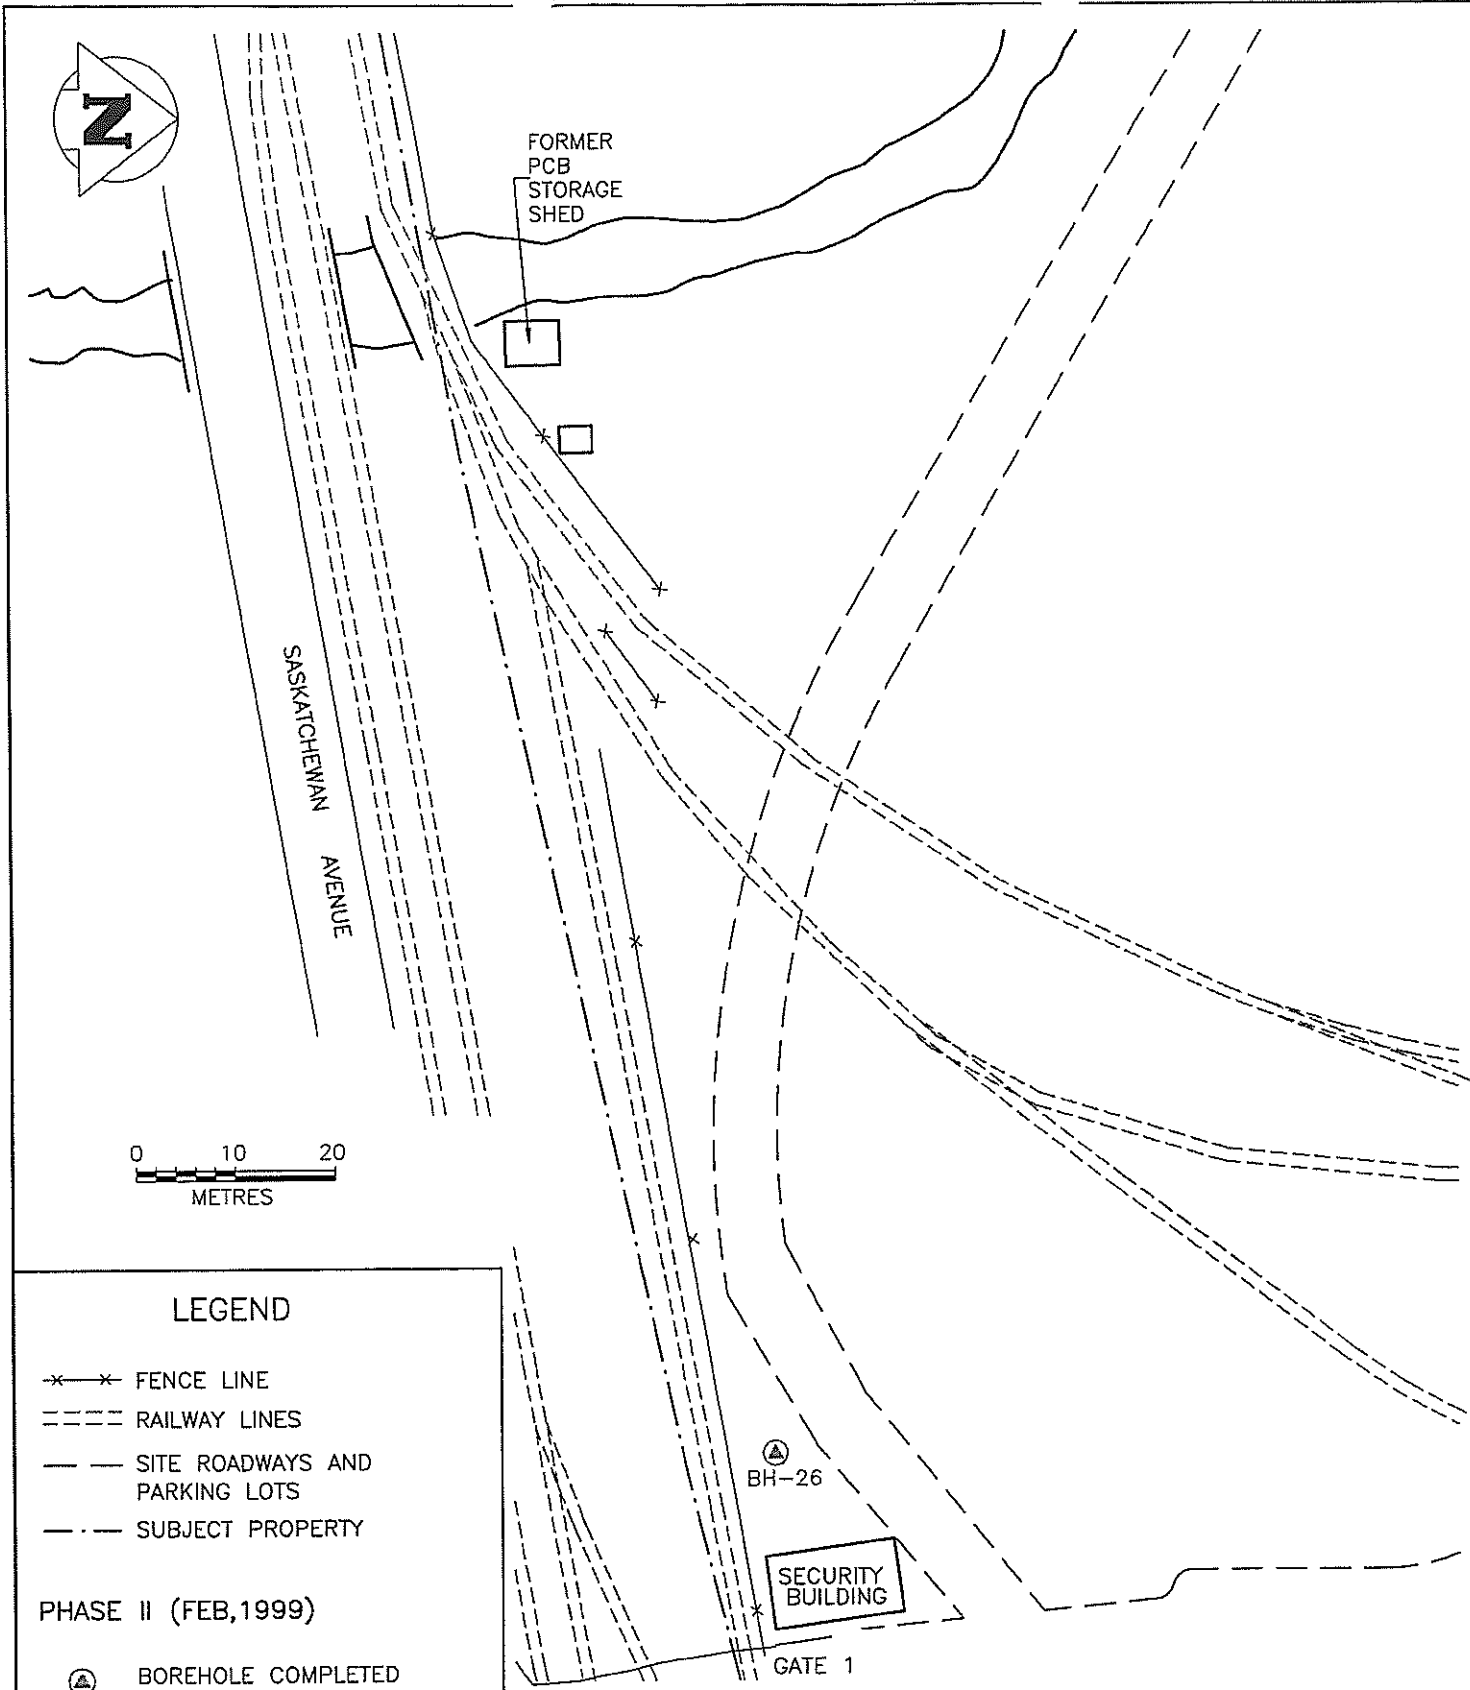 N
FORMER
PCB
STORAGE
SHED
SASKATCHEWAN AVENUE
0 10 20
METRES
LEGEND
FENCE LINE
RAILWAY LINES
SITE ROADWAYS AND
PARKING LOTS
SUBJECT PROPERTY
PHASE II (FEB,1999)
BOREHOLE COMPLETED
BH-26
SECURITY
BUILDING
GATE 1